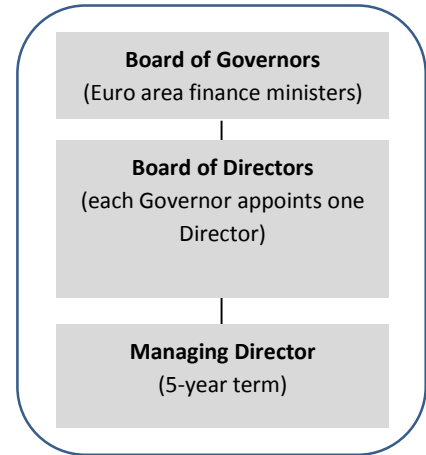 Board of Governors
(Euro area finance ministers)
Board of Directors
(each Governor appoints one
Director)
Managing Director
(5-year term)